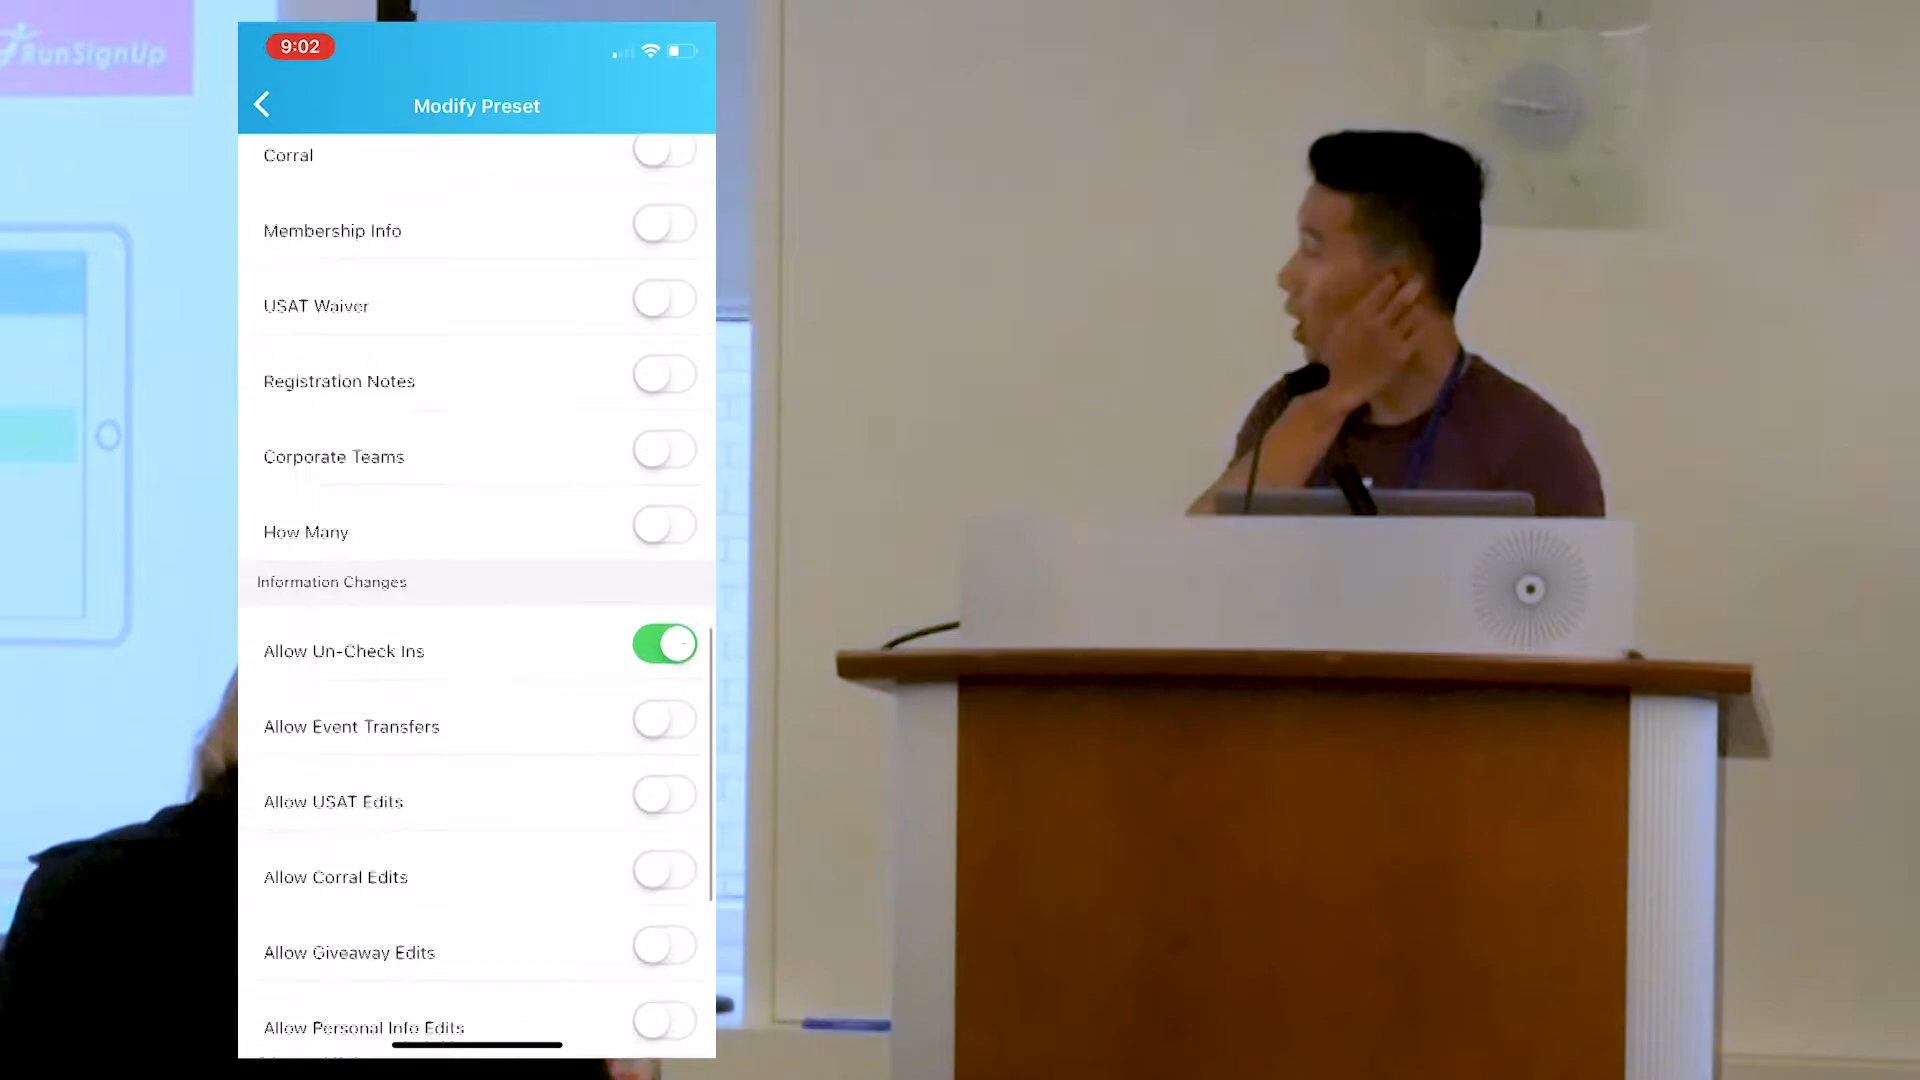 RunSignUp
9:02
Modify Preset
Corral
Membership Info
USAT Waiver
Registration Notes
Corporate Teams
How Many
Information Changes
Allow Un-Check Ins
Allow Event Transfers
Allow USAT Edits
Allow Corral Edits
Allow Giveaway Edits
Allow Personal Info Edits